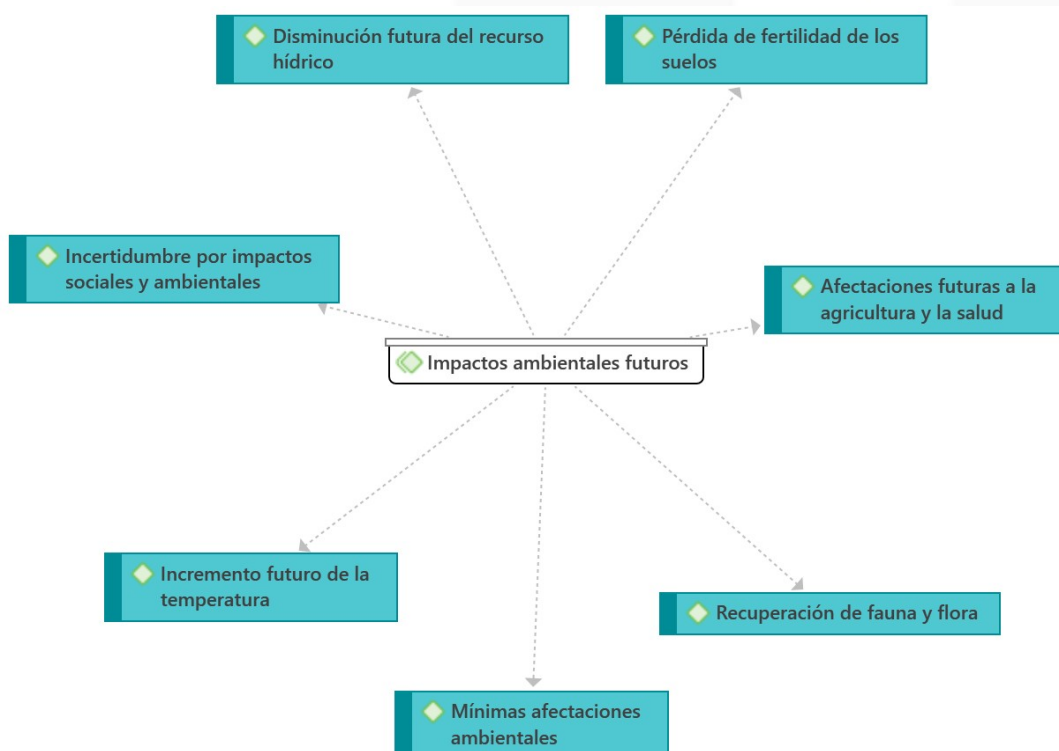 Disminución futura del recurso
hídrico
Pérdida de fertilidad de los
suelos
Incertidumbre por impactos
sociales y ambientales
Afectaciones futuras a la
agricultura y la salud
Impactos ambientales futuros
Incremento futuro de la
temperatura
Recuperación de fauna y flora
Mínimas afectaciones
ambientales